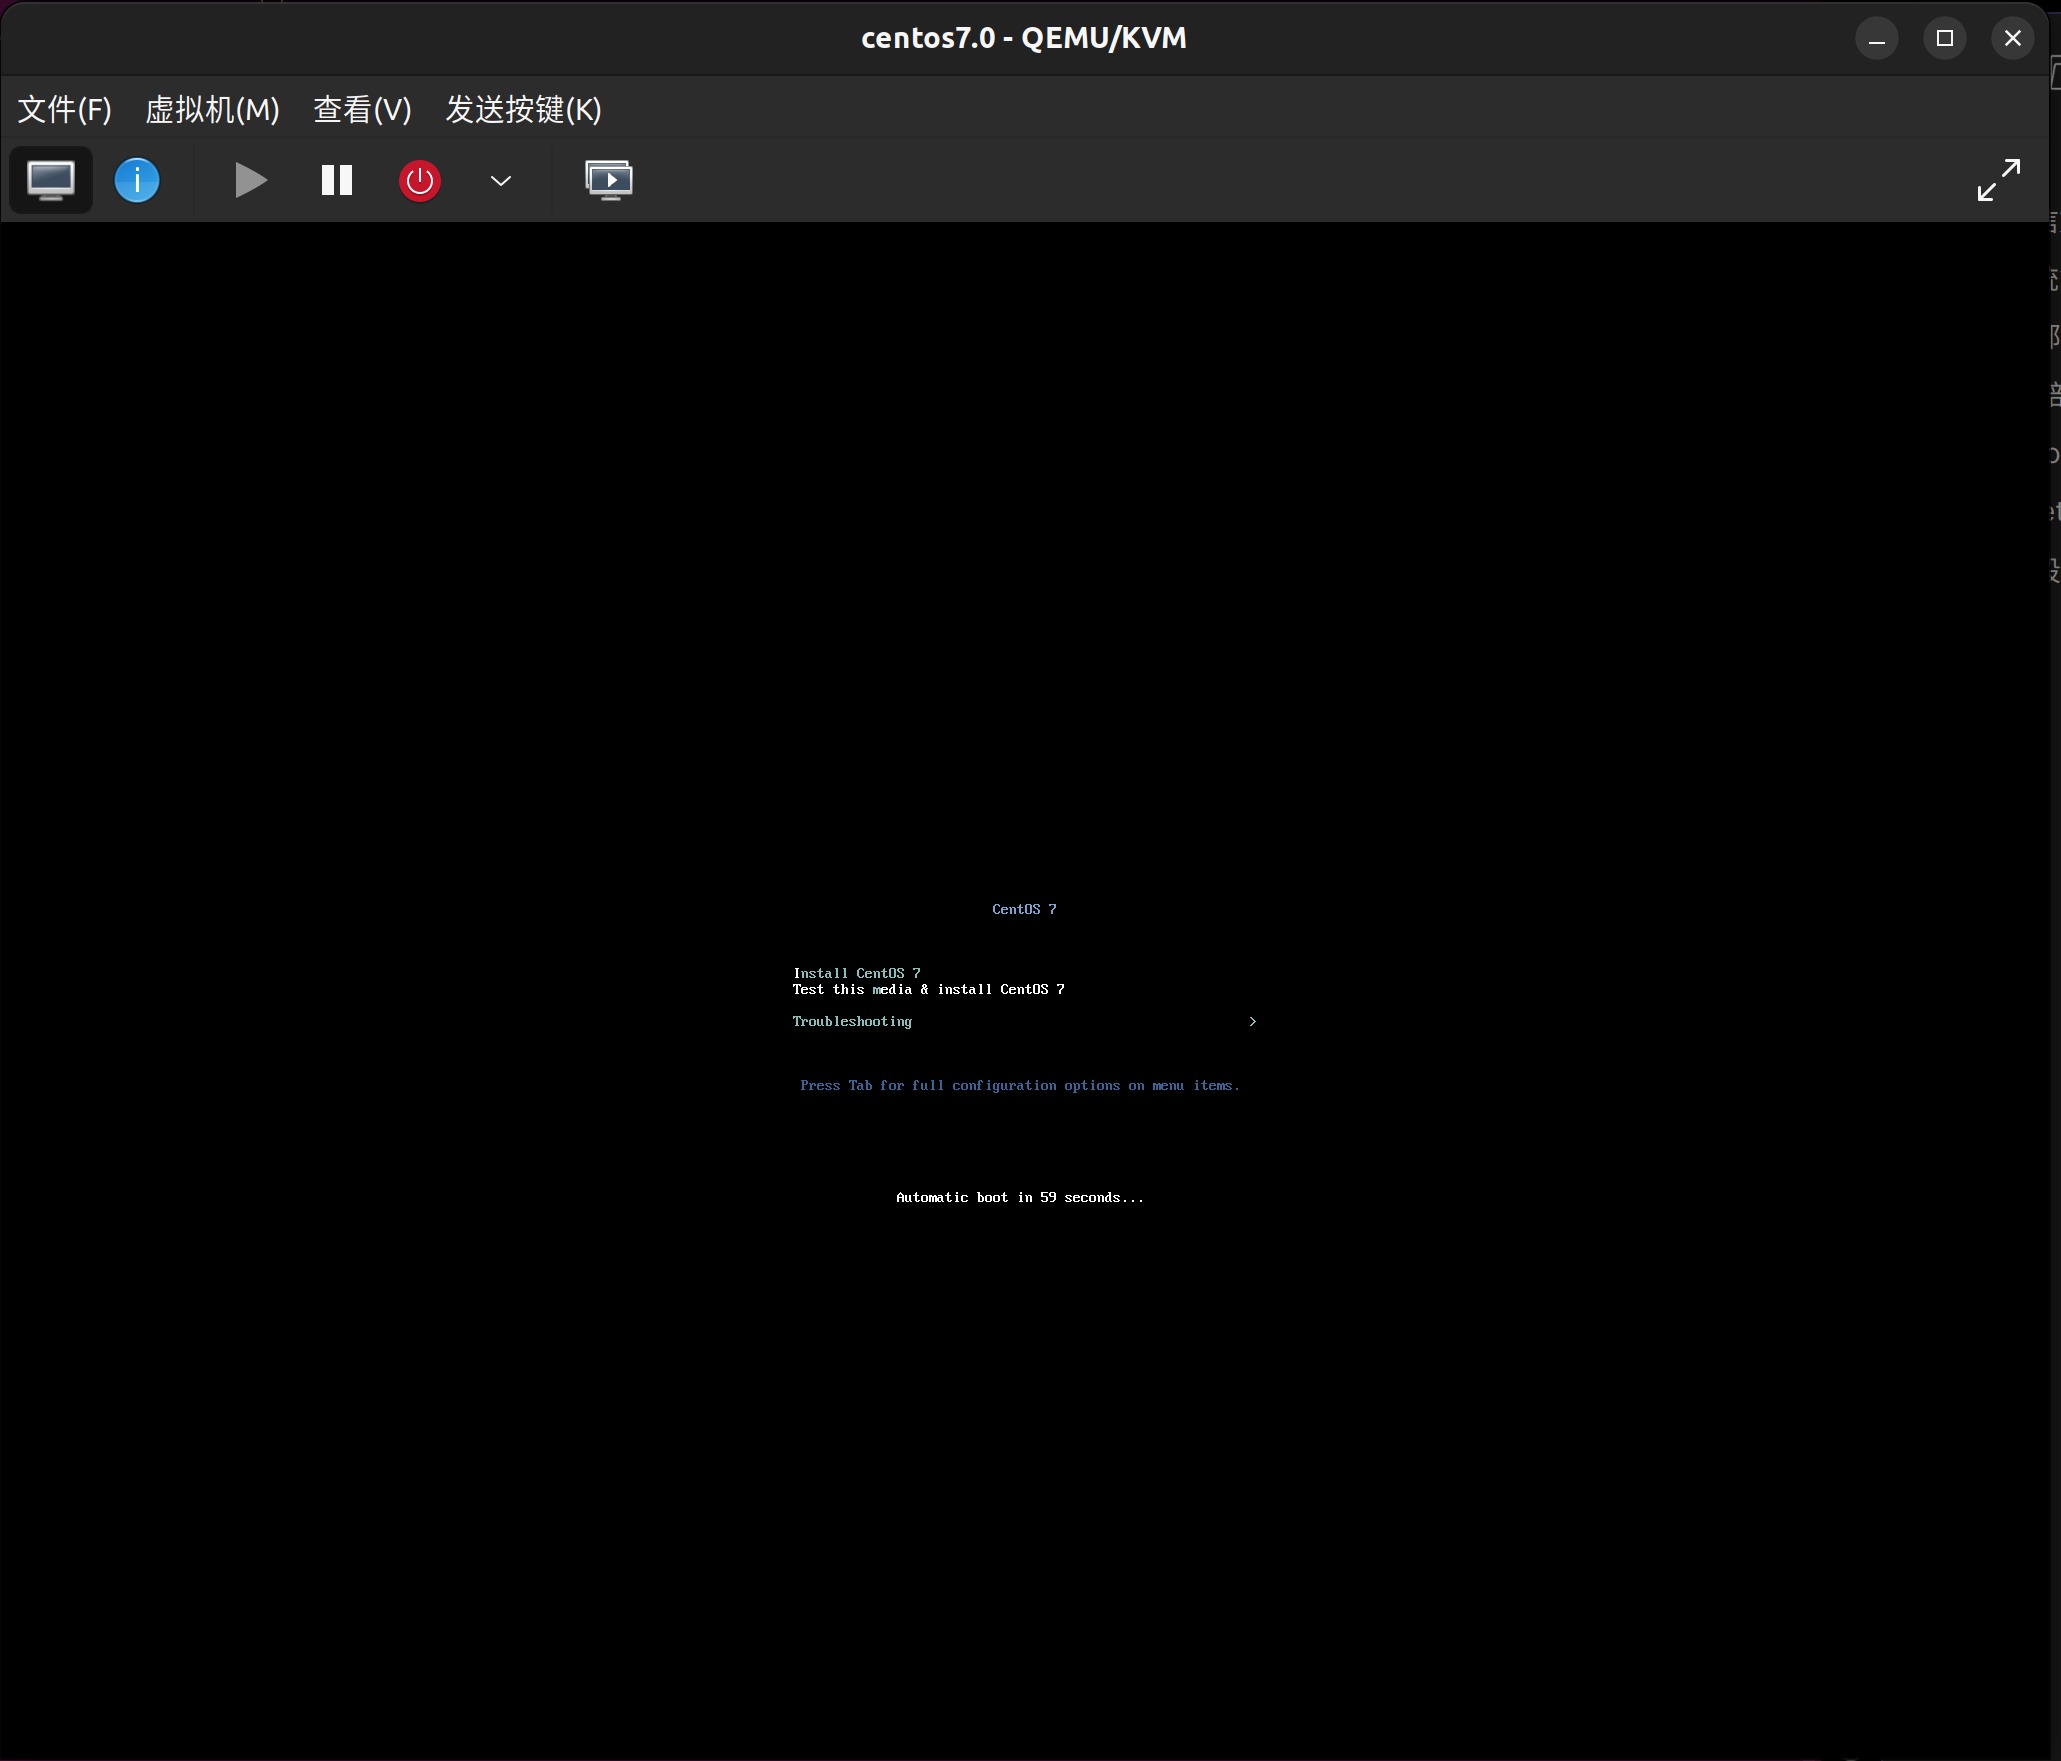 centos7.0 - QEMU/KVM
文件(F) 虚拟机(M) 查看(V) 发送按键(K)
CentOS 7
Install CentOS 7
Test this media & install CentOS 7
Troubleshooting >
Press Tab for full configuration options on menu items.
Automatic boot in 59 seconds...